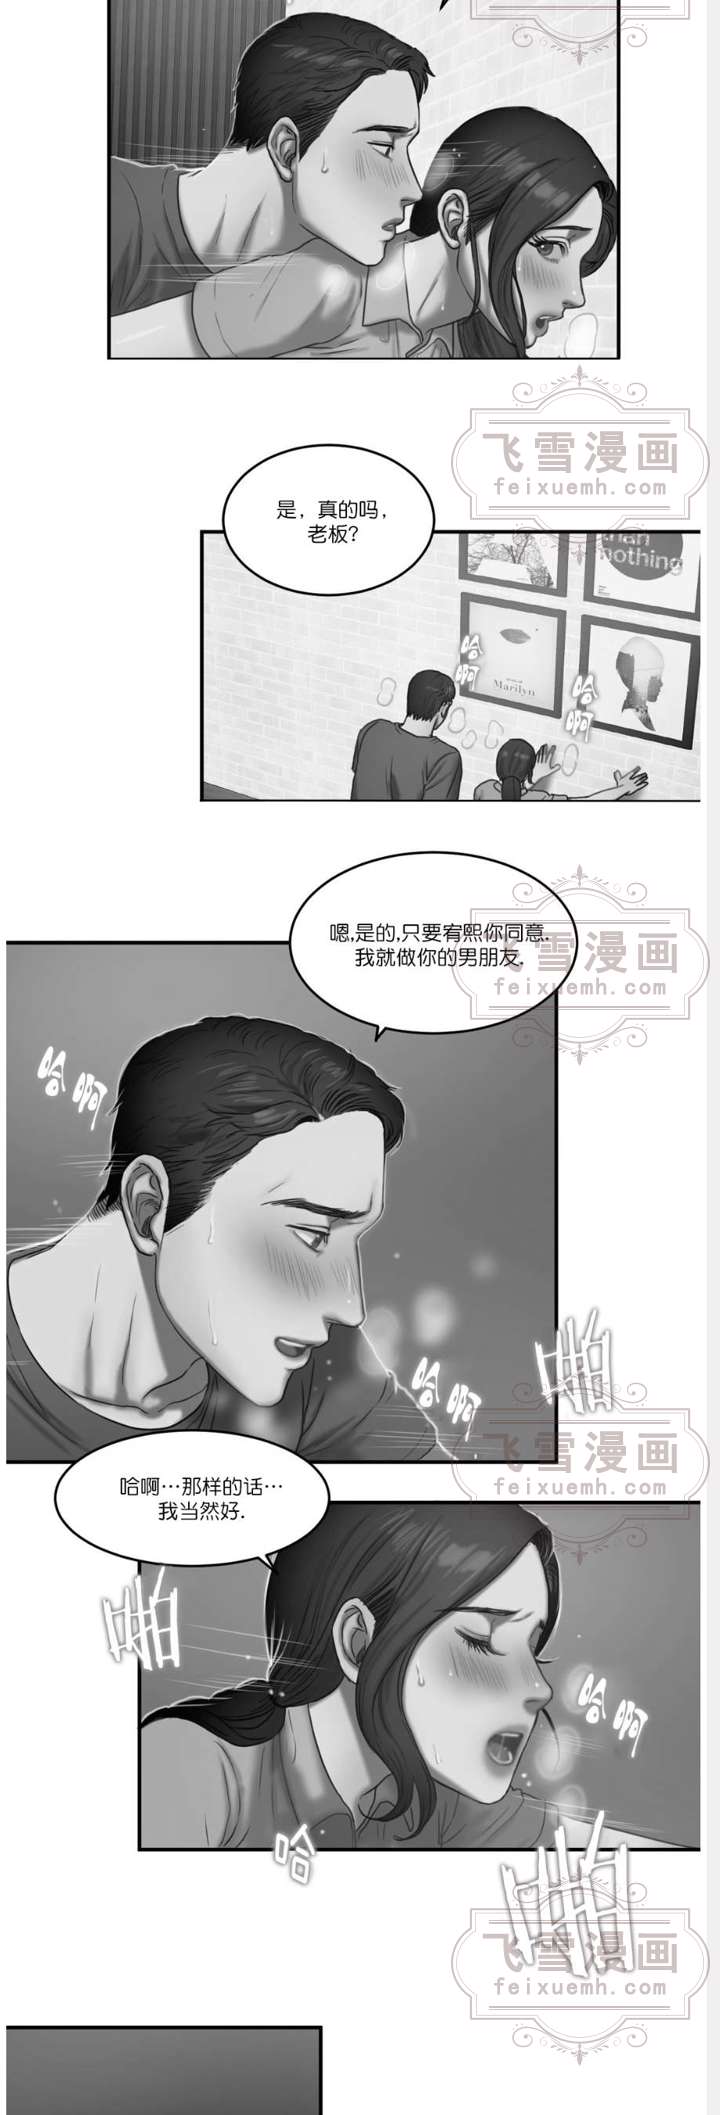 飞雪漫画
feixuemh.com
是，真的吗，
老板？
than
nothing
Marilyn
哈
啊
哈
啊
飞雪漫画
feixuemh.com
嗯,是的,只要宥熙你同意.
我就做你的男朋友.
哈啊
哈啊
啪
飞雪漫画
feixuemh.com
哈啊…那样的话…
我当然好.
啪
哈啊
哈
啪
飞雪漫画
feixuemh.com